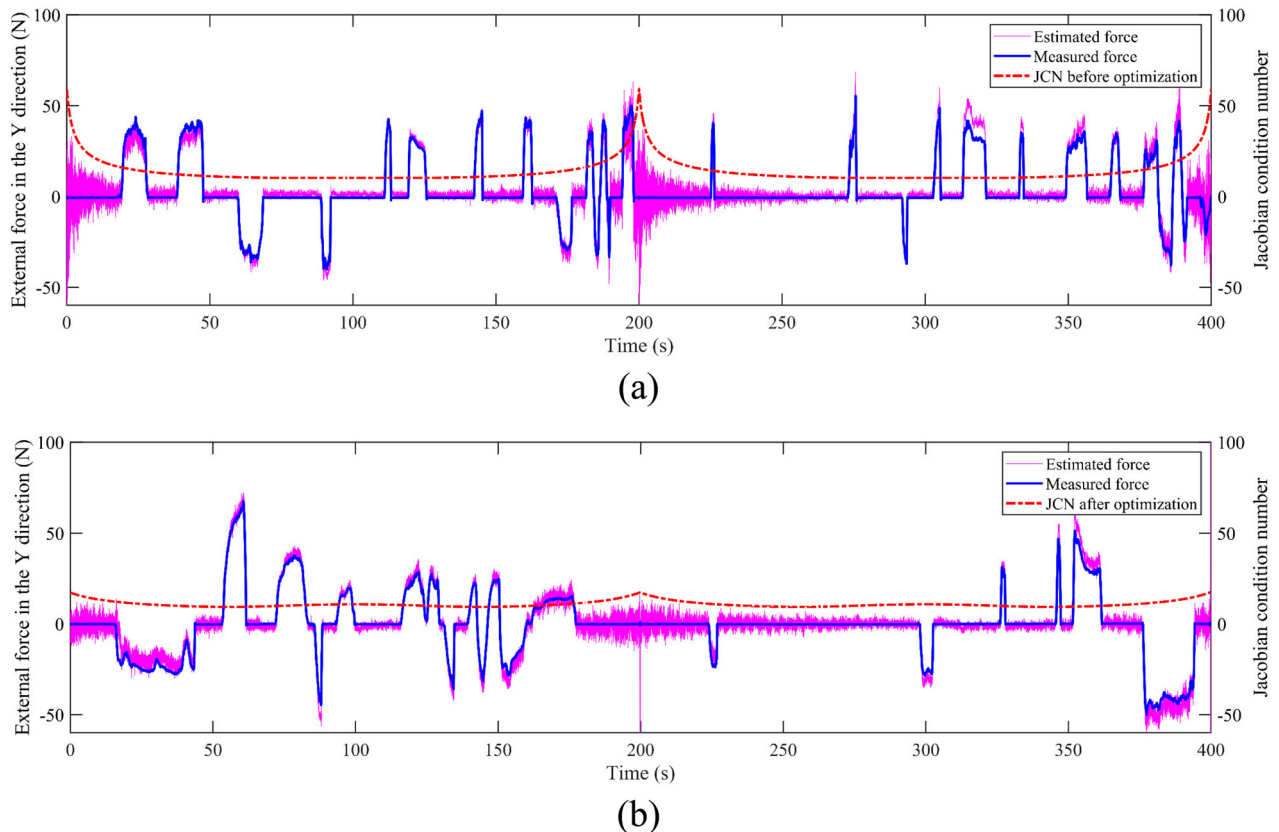 100
50
0
-50
External force in the Y direction (N)
Estimated force
Measured force
JCN before optimization
100
50
0
-50
Jacobian condition number
0 50 100 150 200 250 300 350 400
Time (s)
(a)
100
50
0
-50
External force in the Y direction (N)
Estimated force
Measured force
JCN after optimization
100
50
0
-50
Jacobian condition number
0 50 100 150 200 250 300 350 400
Time (s)
(b)